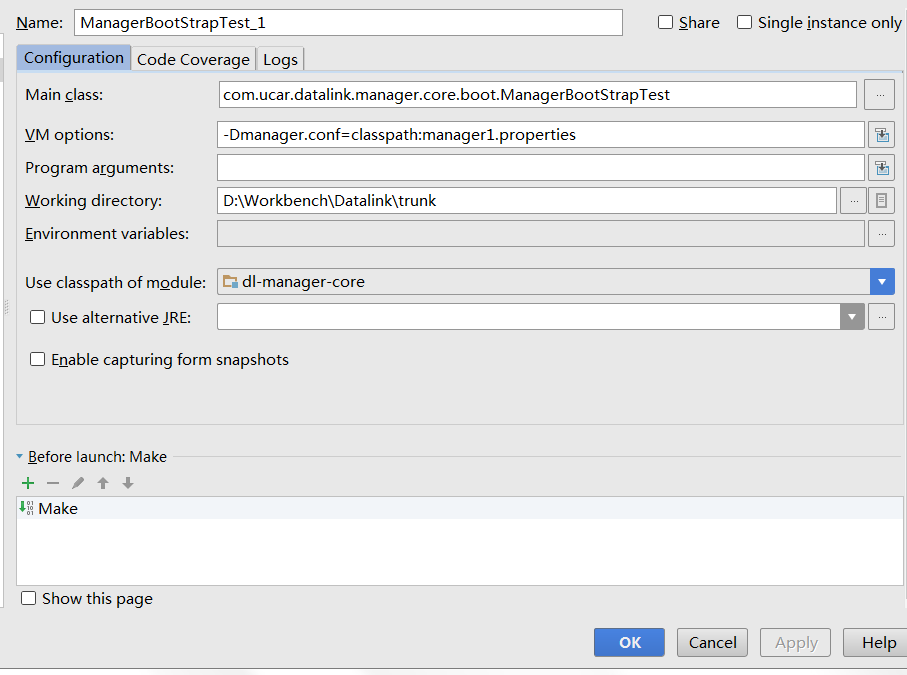 Name: ManagerBootStrapTest_1 Share Single instance only
Configuration Code Coverage Logs
Main class: com.ucar.datalink.manager.core.boot.ManagerBootStrapTest ...
VM options: -Dmanager.conf=classpath:manager1.properties
Program arguments:
Working directory: D:\Workbench\Datalink\trunk ...
Environment variables: ...
Use classpath of module: dl-manager-core
Use alternative JRE: ...
Enable capturing form snapshots
Before launch: Make
Make
Show this page
OK Cancel Apply Help